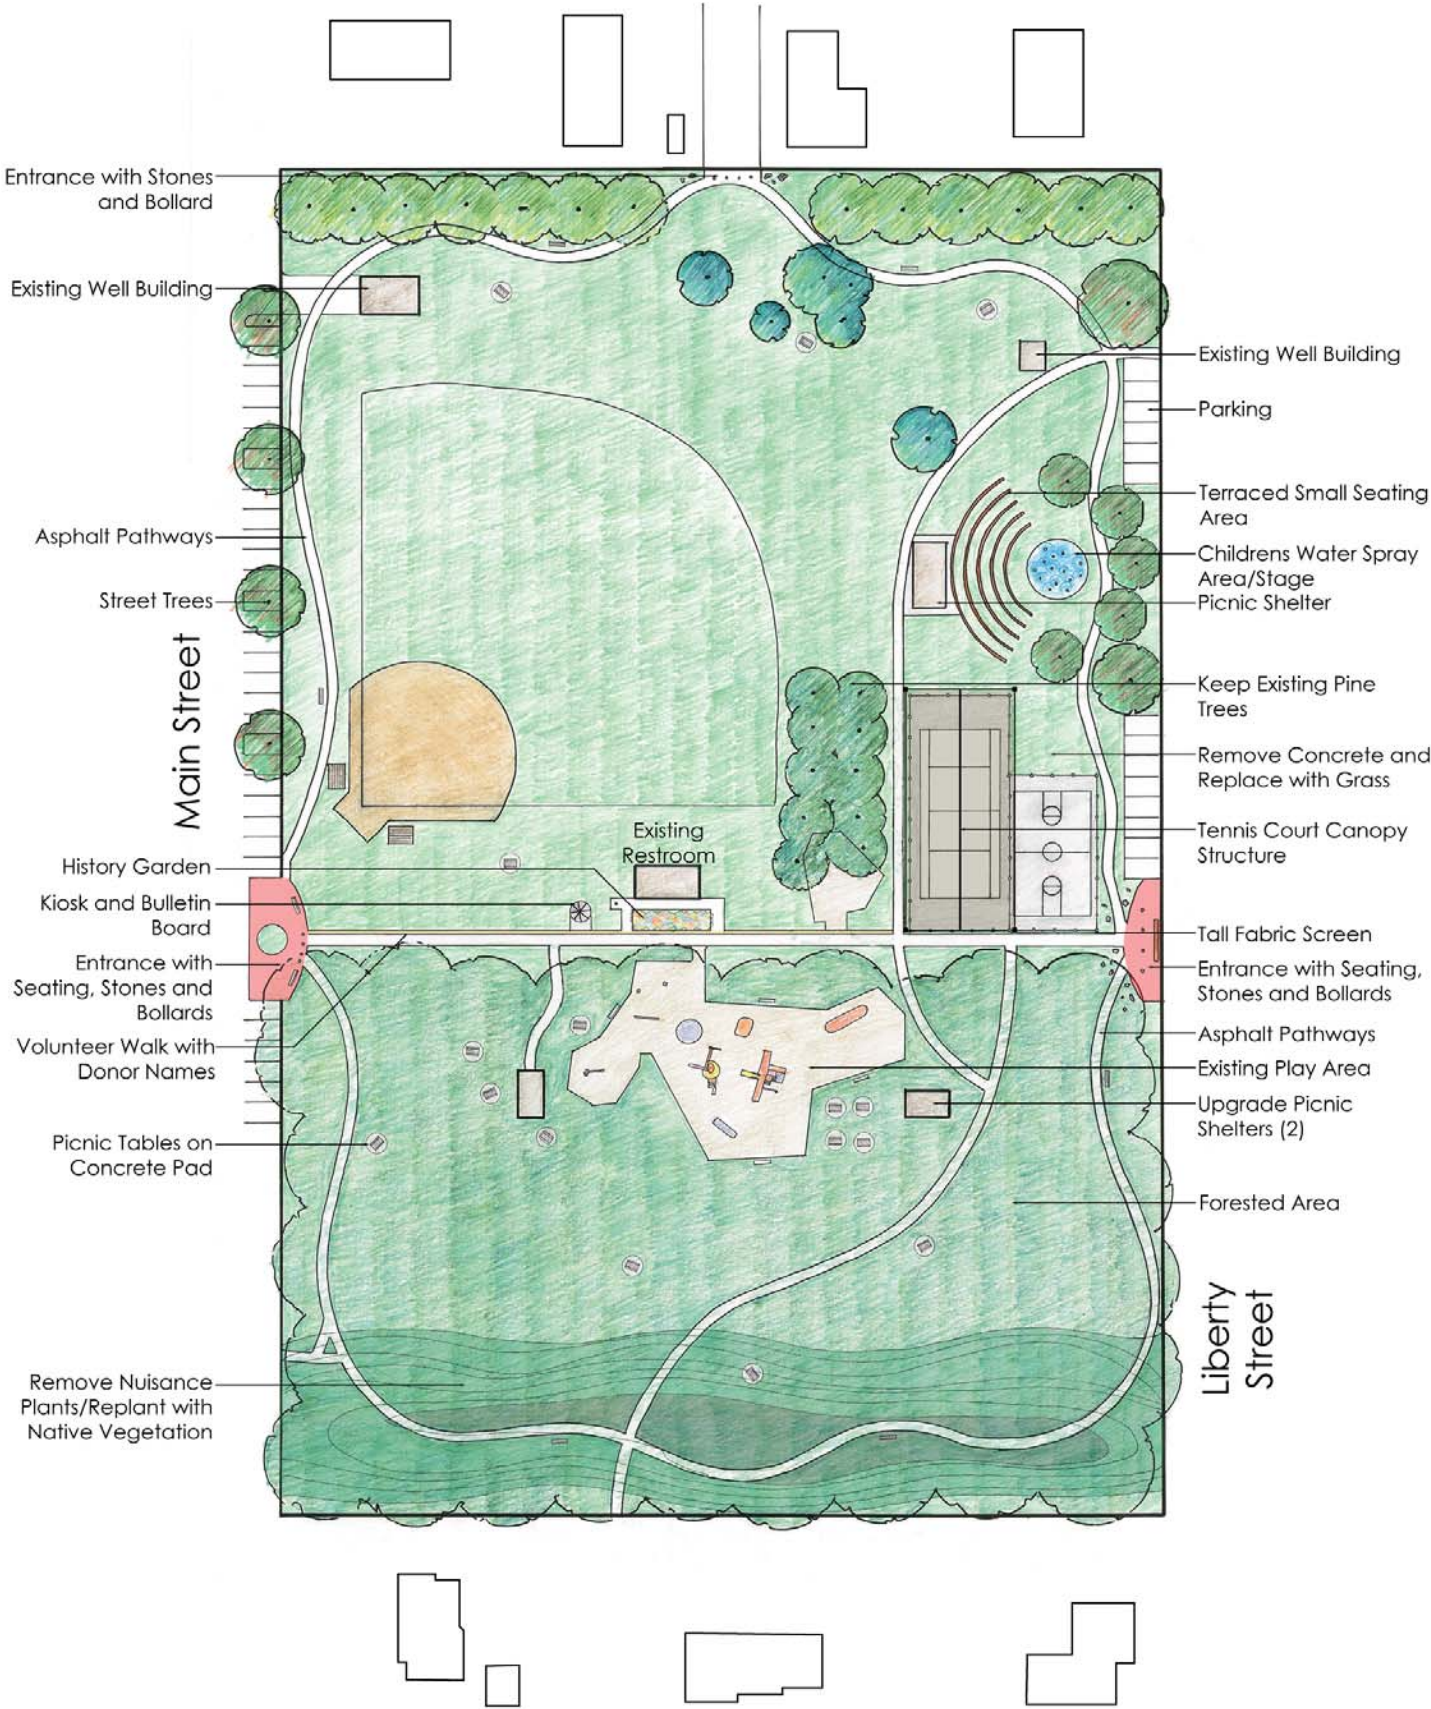 Entrance with Stones
and Bollard
Existing Well Building
Asphalt Pathways
Street Trees
Main Street
History Garden
Kiosk and Bulletin
Board
Entrance with
Seating, Stones and
Bollards
Volunteer Walk with
Donor Names
Picnic Tables on
Concrete Pad
Remove Nuisance
Plants/Replant with
Native Vegetation
Existing
Restroom
Existing Well Building
Parking
Terraced Small Seating
Area
Childrens Water Spray
Area/Stage
Picnic Shelter
Keep Existing Pine
Trees
Remove Concrete and
Replace with Grass
Tennis Court Canopy
Structure
Tall Fabric Screen
Entrance with Seating,
Stones and Bollards
Asphalt Pathways
Existing Play Area
Upgrade Picnic
Shelters (2)
Forested Area
Liberty
Street